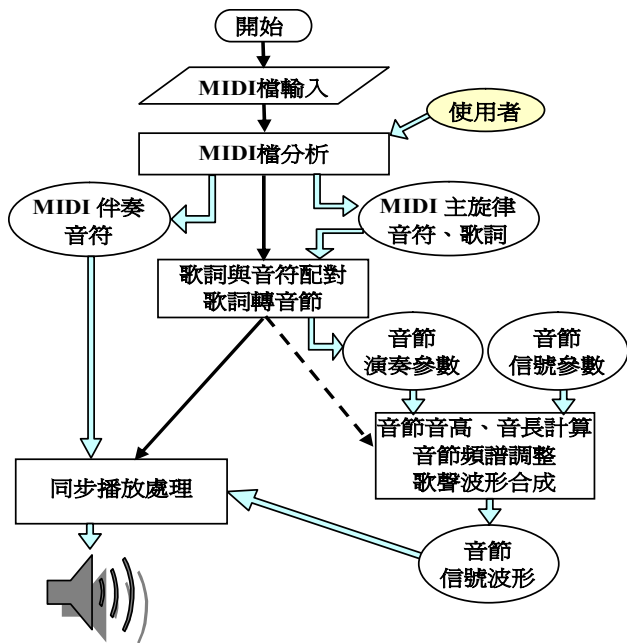 開始
MIDI檔輸入
使用者
MIDI檔分析
MIDI 伴奏
音符
MIDI 主旋律
音符、歌詞
歌詞與音符配對
歌詞轉音節
音節
演奏參數
音節
信號參數
音節音高、音長計算
音節頻譜調整
歌聲波形合成
同步播放處理
音節
信號波形